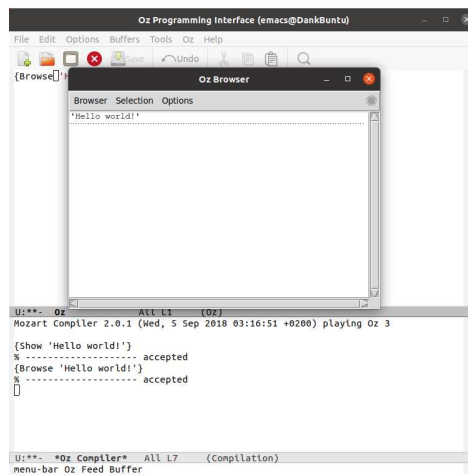 Oz Programming Interface (emacs@DankBuntu)
File Edit Options Buffers Tools Oz Help
Save Undo
{Browse 'H
Oz Browser
Browser Selection Options
'Hello world!'
U:**- Oz All L1 (Oz)
Mozart Compiler 2.0.1 (Wed, 5 Sep 2018 03:16:51 +0200) playing Oz 3
{Show 'Hello world!'}
% -------------------- accepted
{Browse 'Hello world!'}
% -------------------- accepted
U:**- *Oz Compiler* All L7 (Compilation)
menu-bar Oz Feed Buffer